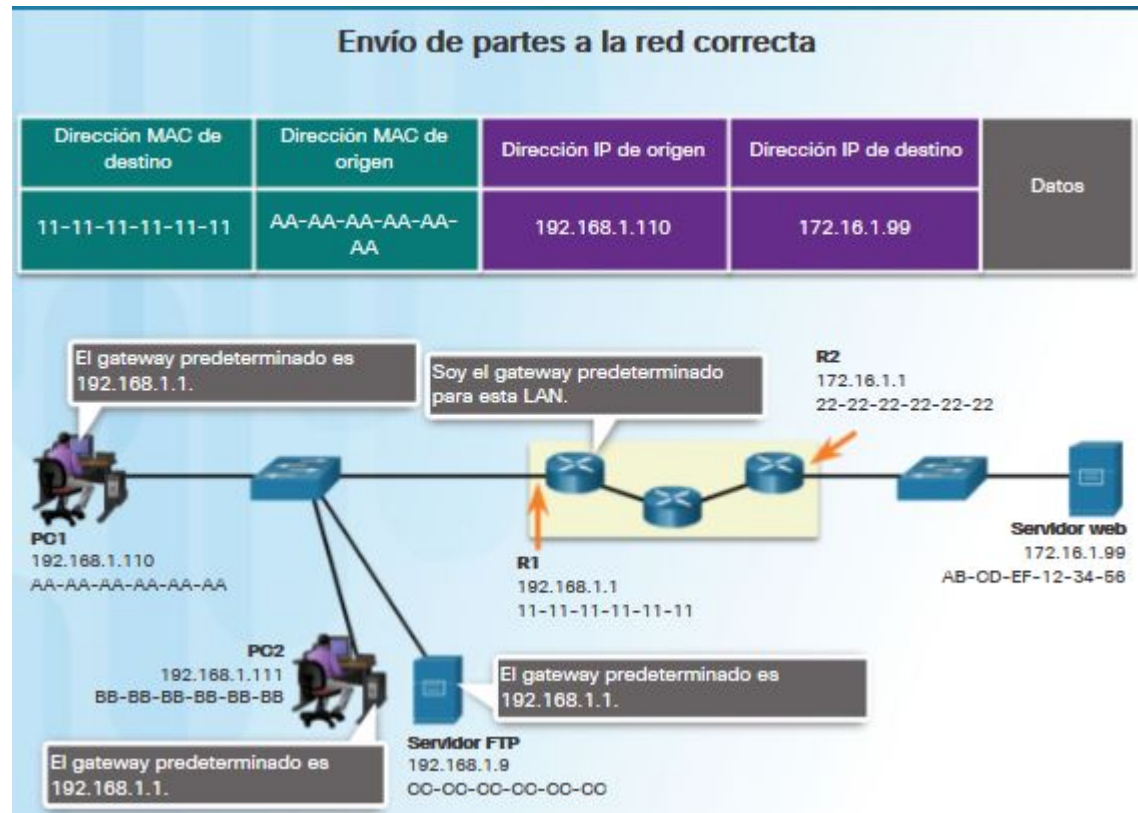 Envío de partes a la red correcta
Dirección MAC de
destino
Dirección MAC de
origen
Dirección IP de origen
Dirección IP de destino
Datos
11-11-11-11-11-11
AA-AA-AA-AA-AA-
AA
192.168.1.110
172.16.1.99
El gateway predeterminado es
192.168.1.1.
Soy el gateway predeterminado
para esta LAN.
R2
172.16.1.1
22-22-22-22-22-22
PC1
192.168.1.110
AA-AA-AA-AA-AA-AA
R1
192.168.1.1
11-11-11-11-11-11
Servidor web
172.16.1.99
AB-CD-EF-12-34-56
PC2
192.168.1.111
BB-BB-BB-BB-BB-BB
El gateway predeterminado es
192.168.1.1.
Servidor FTP
192.168.1.9
CC-CC-CC-CC-CC-CC
El gateway predeterminado es
192.168.1.1.